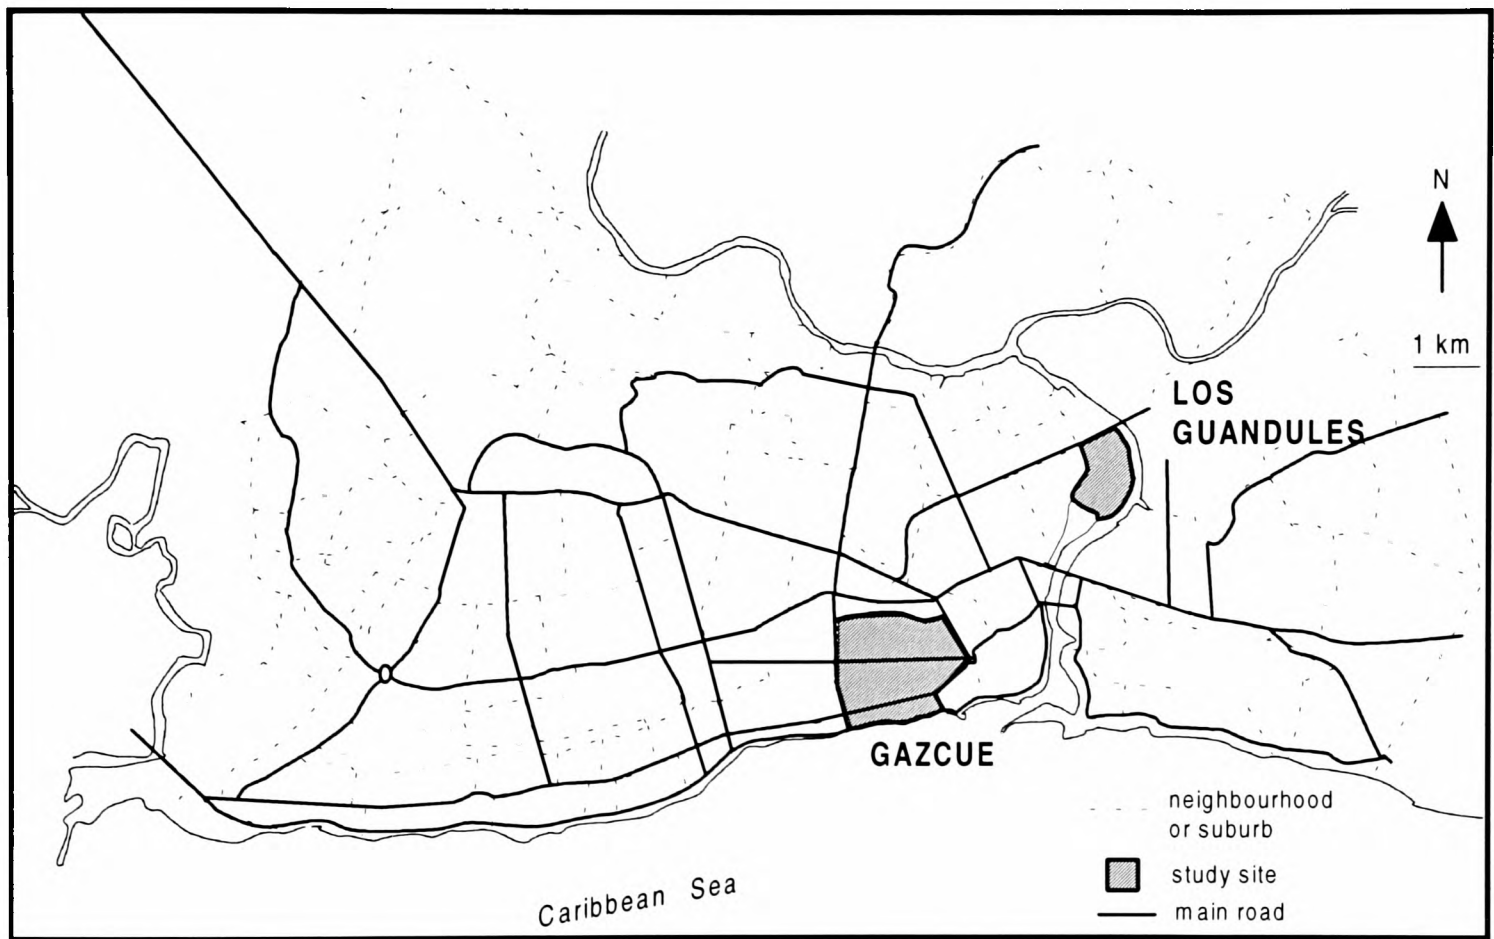 N
1 km
LOS
GUANDULES
GAZCUE
neighbourhood
or suburb
study site
main road
Caribbean Sea